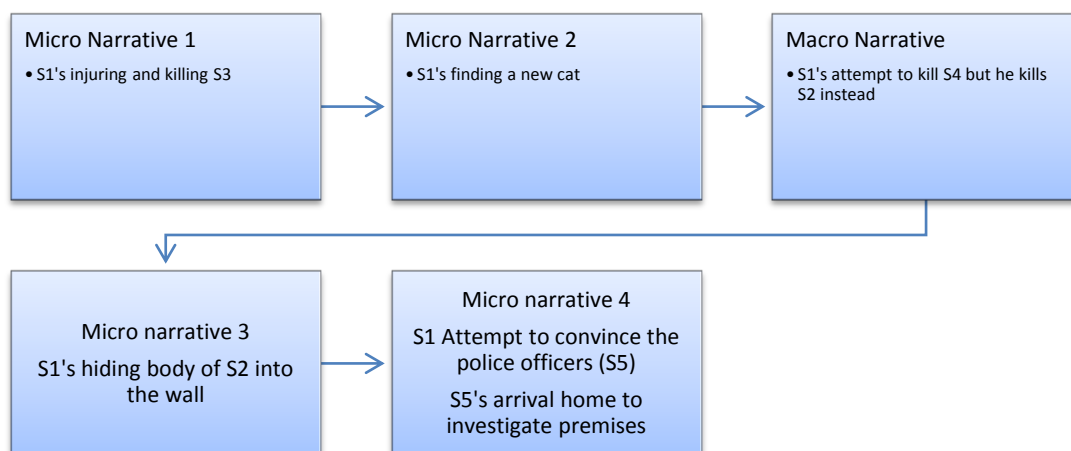 Micro Narrative 1
• S1's injuring and killing S3
Micro Narrative 2
• S1's finding a new cat
Macro Narrative
• S1's attempt to kill S4 but he kills
S2 instead
Micro narrative 3
S1's hiding body of S2 into
the wall
Micro narrative 4
S1 Attempt to convince the
police officers (S5)
S5's arrival home to
investigate premises